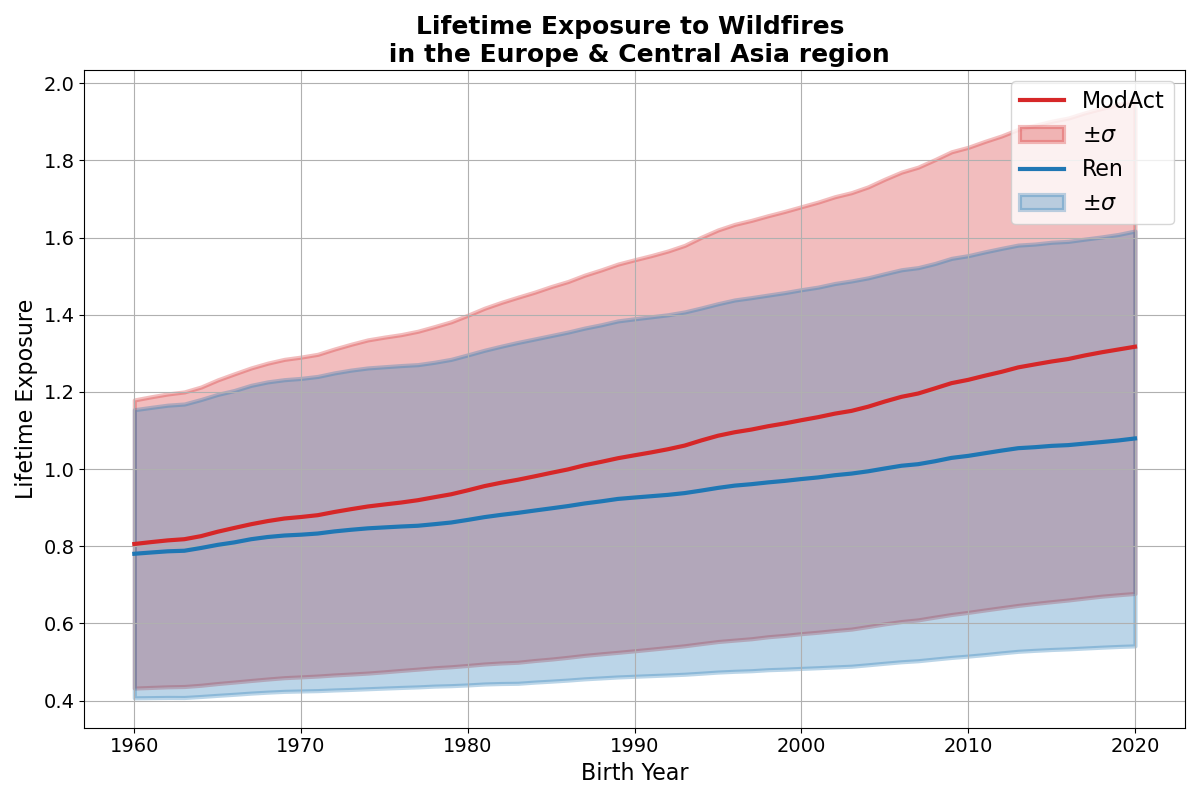 Lifetime Exposure to Wildfires
in the Europe & Central Asia region
Lifetime Exposure
2.0
1.8
1.6
1.4
1.2
1.0
0.8
0.6
0.4
ModAct
±σ
Ren
±σ
1960
1970
1980
1990
2000
2010
2020
Birth Year